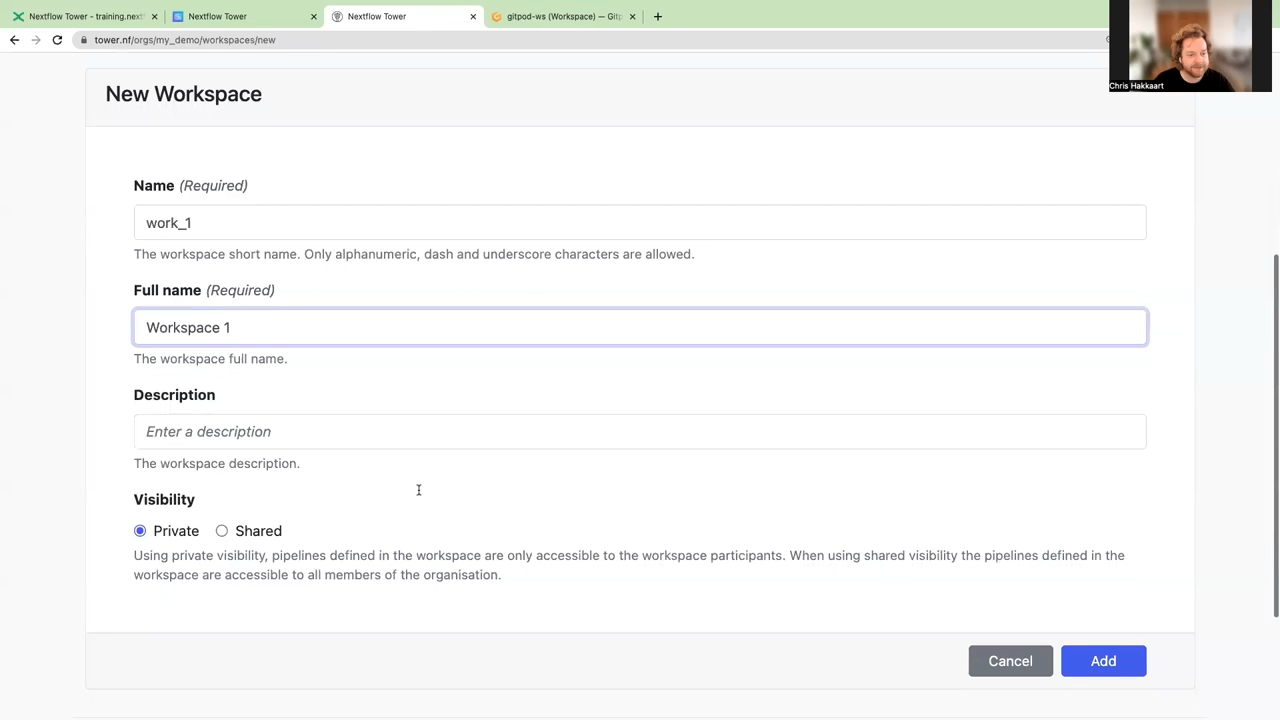 Nextflow Tower - training.nextf
Nextflow Tower
Nextflow Tower
gitpod-ws (Workspace) — Gitp
tower.nf/orgs/my_demo/workspaces/new
Chris Hakkaart
New Workspace
Name (Required)
work_1
The workspace short name. Only alphanumeric, dash and underscore characters are allowed.
Full name (Required)
Workspace 1
The workspace full name.
Description
Enter a description
The workspace description.
Visibility
Private
Shared
Using private visibility, pipelines defined in the workspace are only accessible to the workspace participants. When using shared visibility the pipelines defined in the
workspace are accessible to all members of the organisation.
Cancel
Add